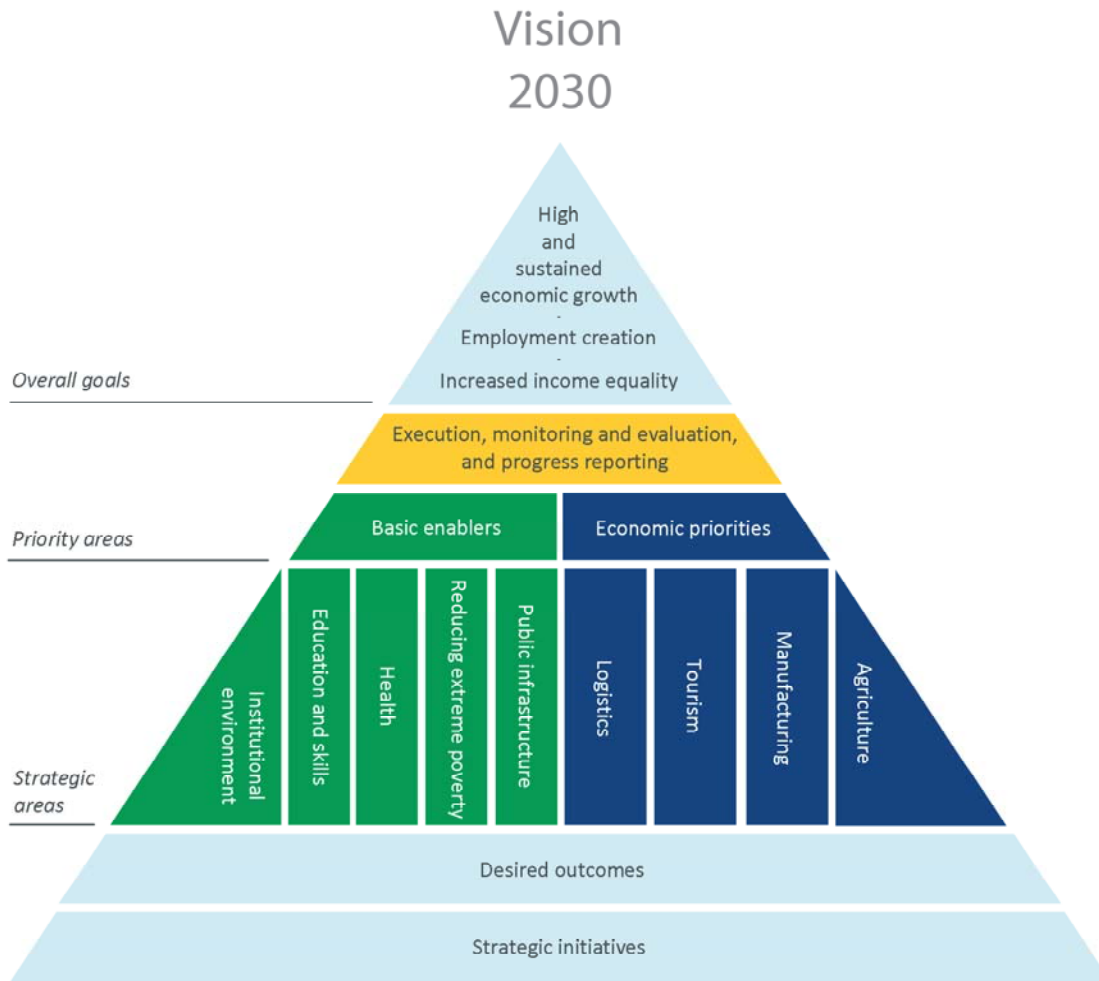 Vision
2030
High
and
sustained
economic growth
.
Employment creation
.
Increased income equality
Overall goals
Execution, monitoring and evaluation,
and progress reporting
Basic enablers
Economic priorities
Priority areas
Institutional
environment
Education and skills
Health
Reducing extreme poverty
Public infrastructure
Logistics
Tourism
Manufacturing
Agriculture
Strategic
areas
Desired outcomes
Strategic initiatives